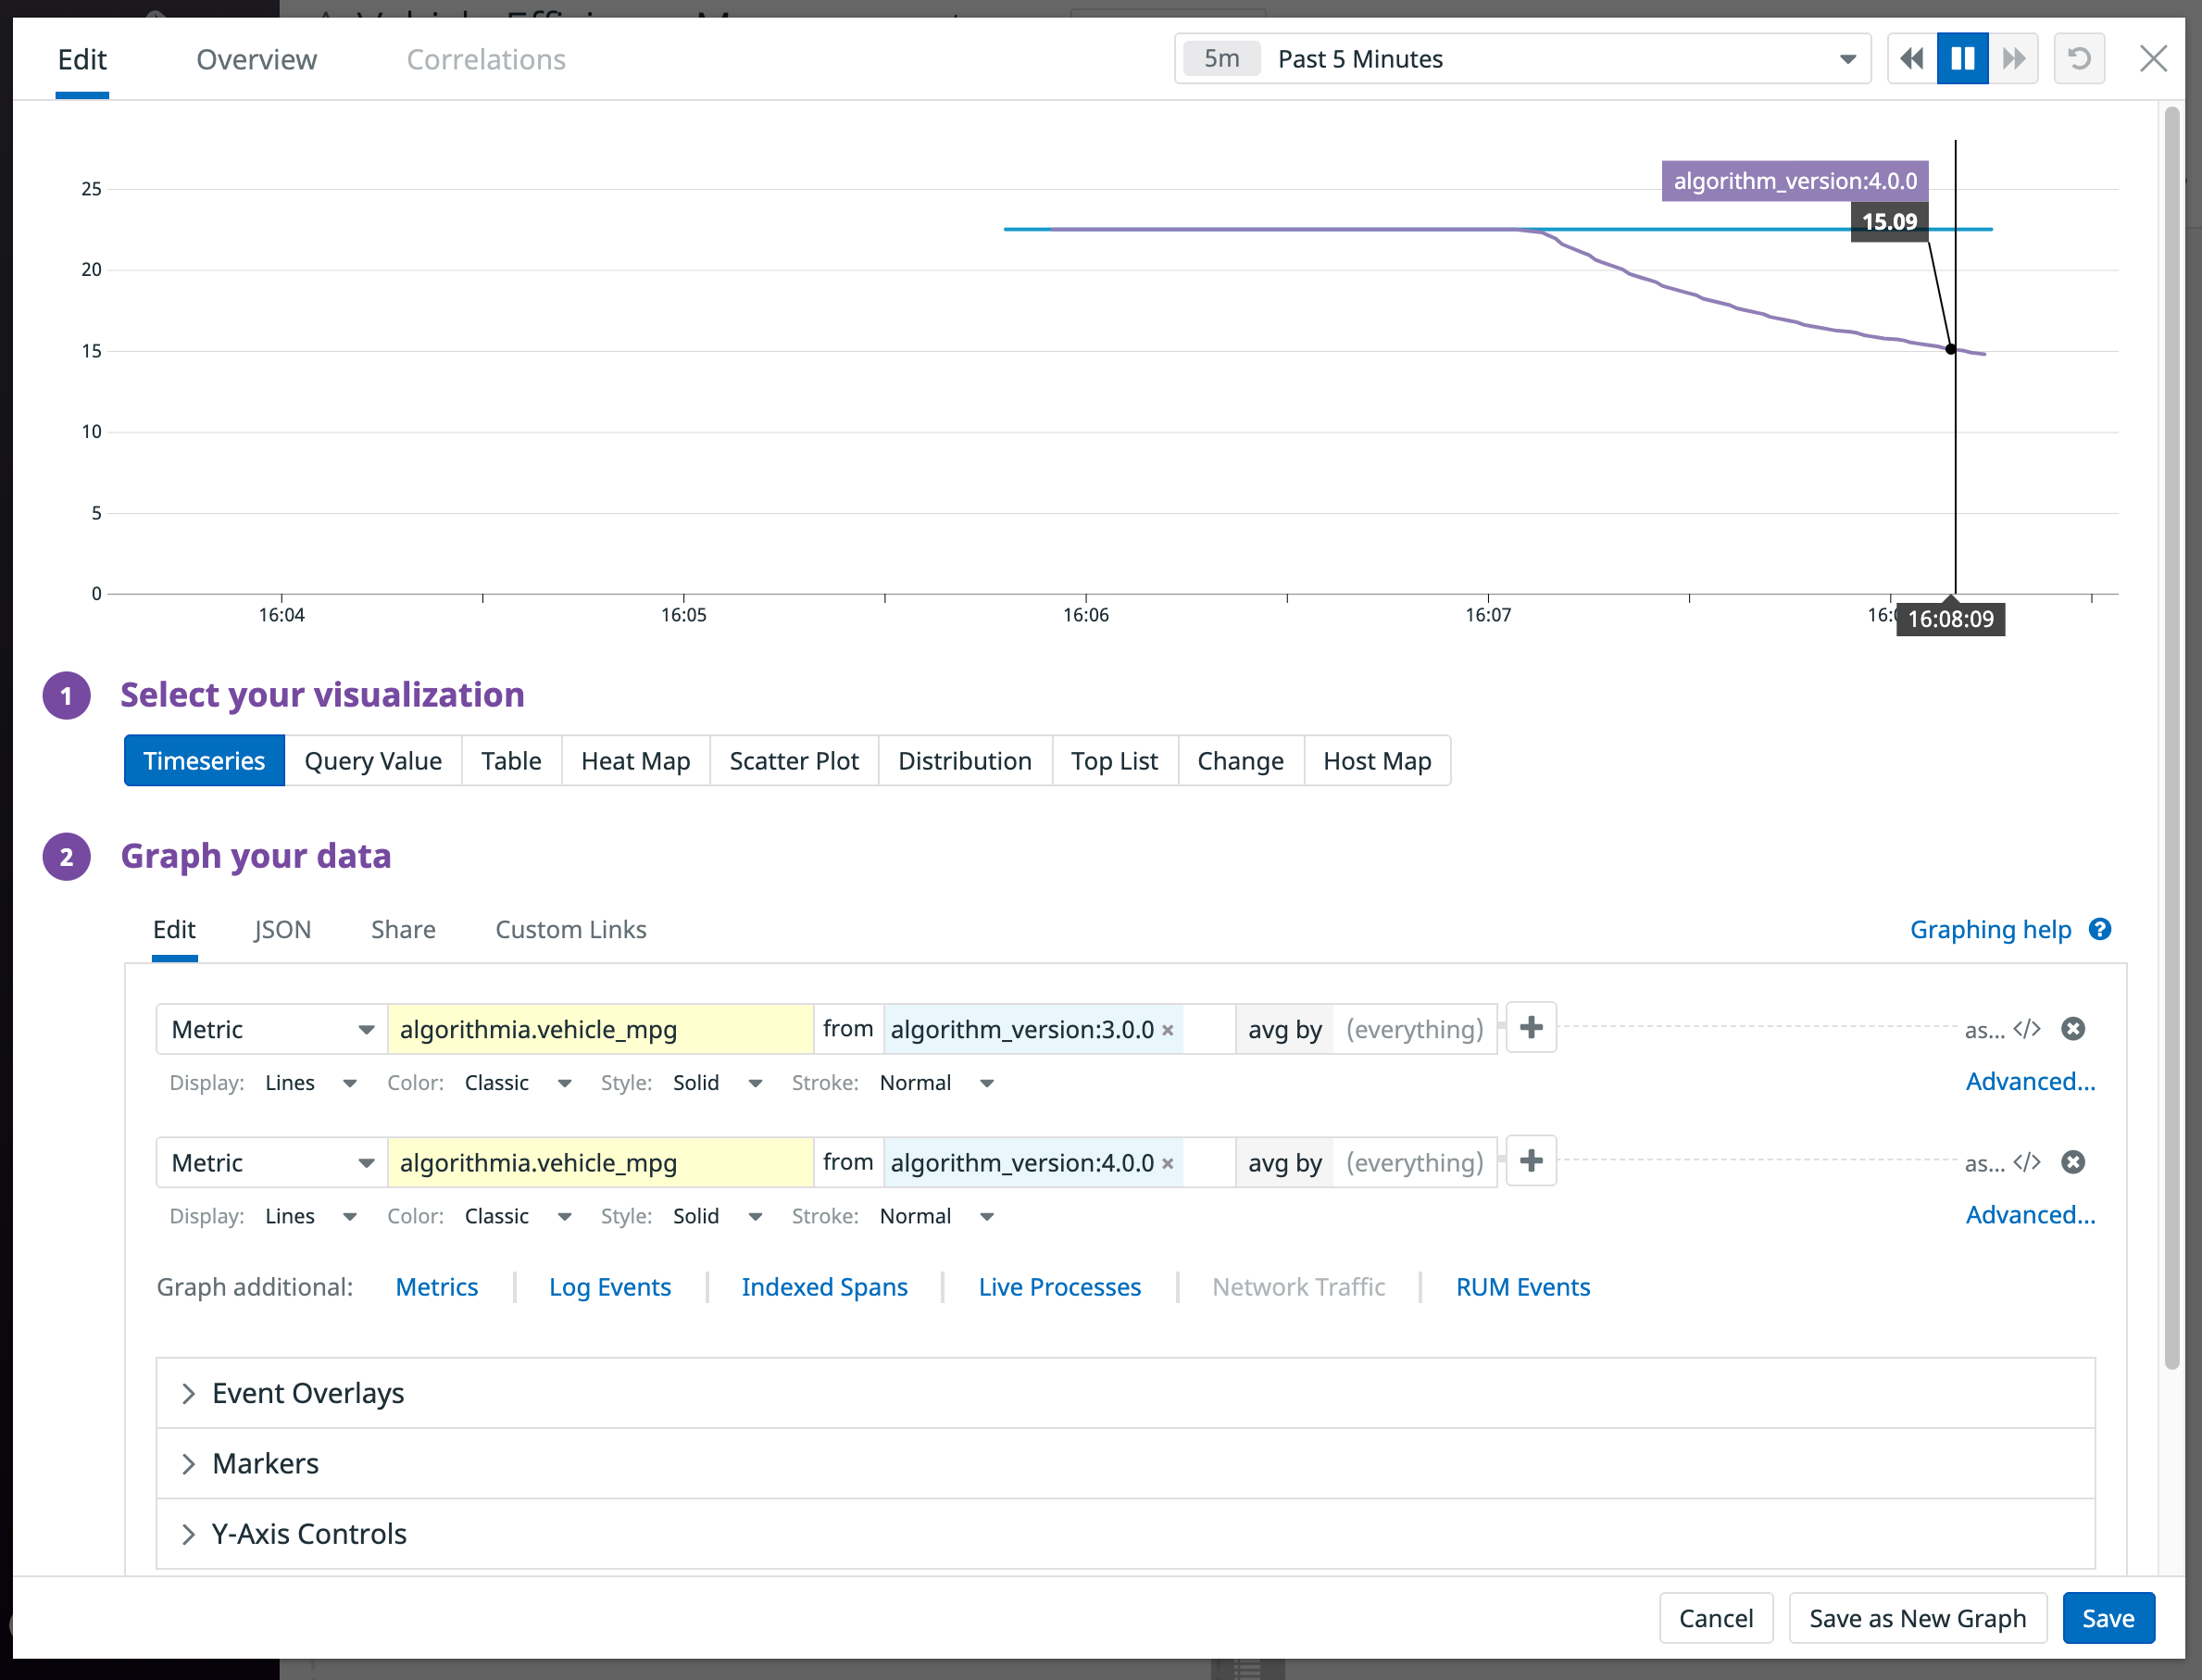 Edit Overview Correlations 5m Past 5 Minutes
25
algorithm_version:4.0.0
15.09
20
15
10
5
0
16:04 16:05 16:06 16:07 16:08:09
1 Select your visualization
Timeseries Query Value Table Heat Map Scatter Plot Distribution Top List Change Host Map
2 Graph your data
Edit JSON Share Custom Links Graphing help ?
Metric algorithmia.vehicle_mpg from algorithm_version:3.0.0 × avg by (everything) + as... </>
Display: Lines Color: Classic Style: Solid Stroke: Normal Advanced...
Metric algorithmia.vehicle_mpg from algorithm_version:4.0.0 × avg by (everything) + as... </>
Display: Lines Color: Classic Style: Solid Stroke: Normal Advanced...
Graph additional: Metrics Log Events Indexed Spans Live Processes Network Traffic RUM Events
Event Overlays
Markers
Y-Axis Controls
Cancel Save as New Graph Save